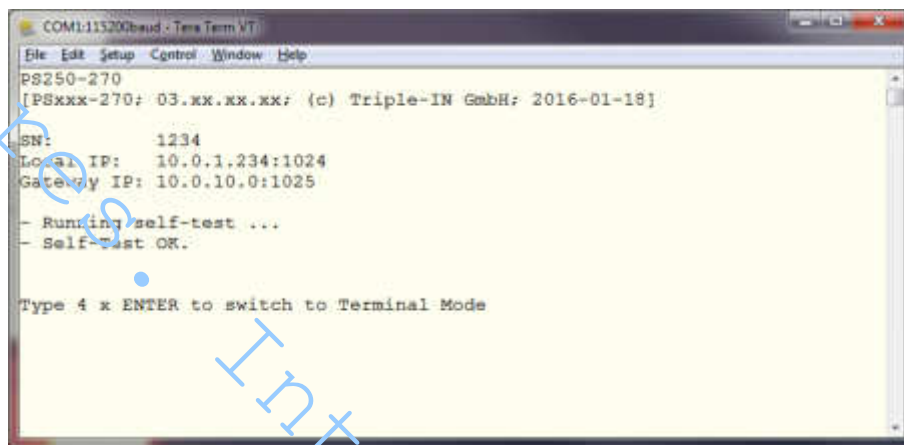 COM1:115200baud - Tera Term VT
File Edit Setup Control Window Help
PS250-270
[PSxxx-270; 03.xx.xx.xx; (c) Triple-IN GmbH; 2016-01-18]
SN: 1234
Local IP: 10.0.1.234:1024
Gateway IP: 10.0.10.0:1025
- Running self-test ...
- Self-Test OK.
Type 4 x ENTER to switch to Terminal Mode
res. Int